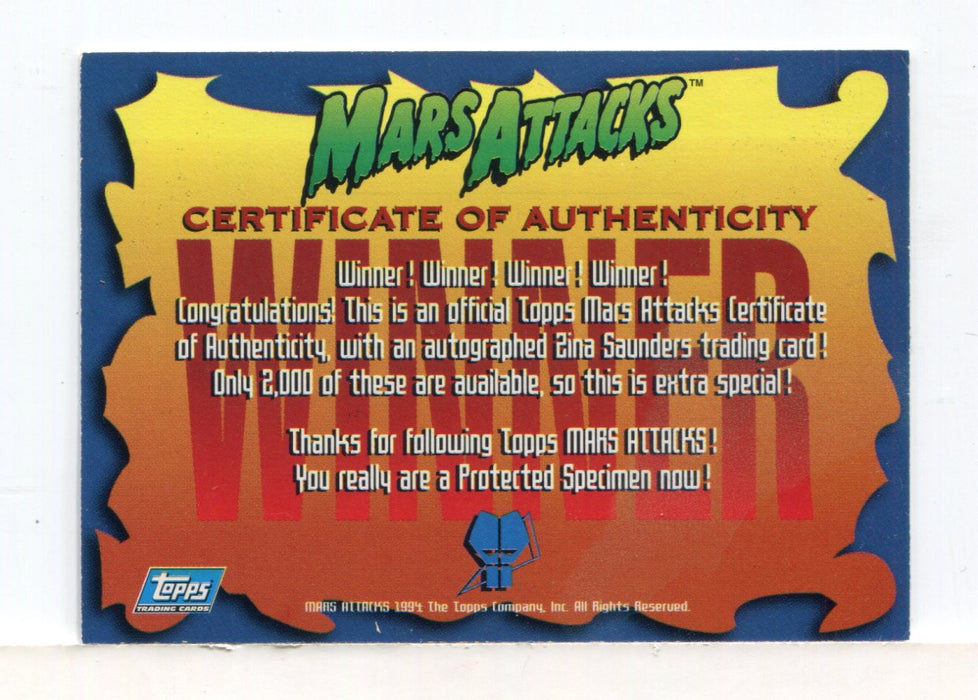 MARS ATTACKS™
CERTIFICATE OF AUTHENTICITY
WINNER
Winner! Winner! Winner! Winner!
Congratulations! This is an official Topps Mars Attacks Certificate
of Authenticity, with an autographed Zina Saunders trading card!
Only 2,000 of these are available, so this is extra special!
Thanks for following Topps MARS ATTACKS!
You really are a Protected Specimen now!
topps
TRADING CARDS
MARS ATTACKS 1994 The Topps Company, Inc. All Rights Reserved.